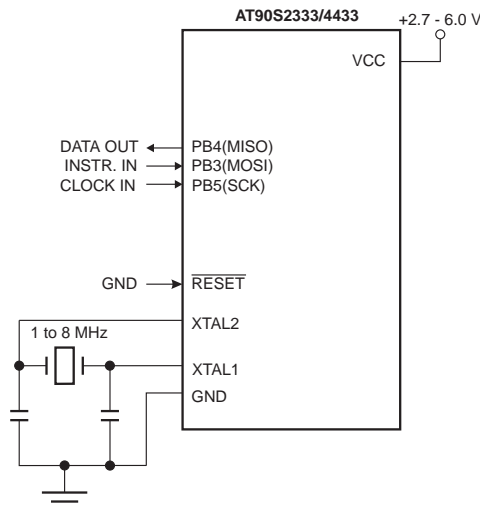 AT90S2333/4433
+2.7 - 6.0 V
VCC
DATA OUT PB4(MISO)
INSTR. IN PB3(MOSI)
CLOCK IN PB5(SCK)
GND RESET
XTAL2
1 to 8 MHz
XTAL1
GND